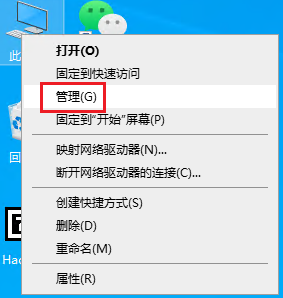 此
打开(O)
固定到快速访问
管理(G)
固定到“开始”屏幕(P)
映射网络驱动器(N)...
断开网络驱动器的连接(C)...
回
创建快捷方式(S)
删除(D)
重命名(M)
Hac
属性(R)